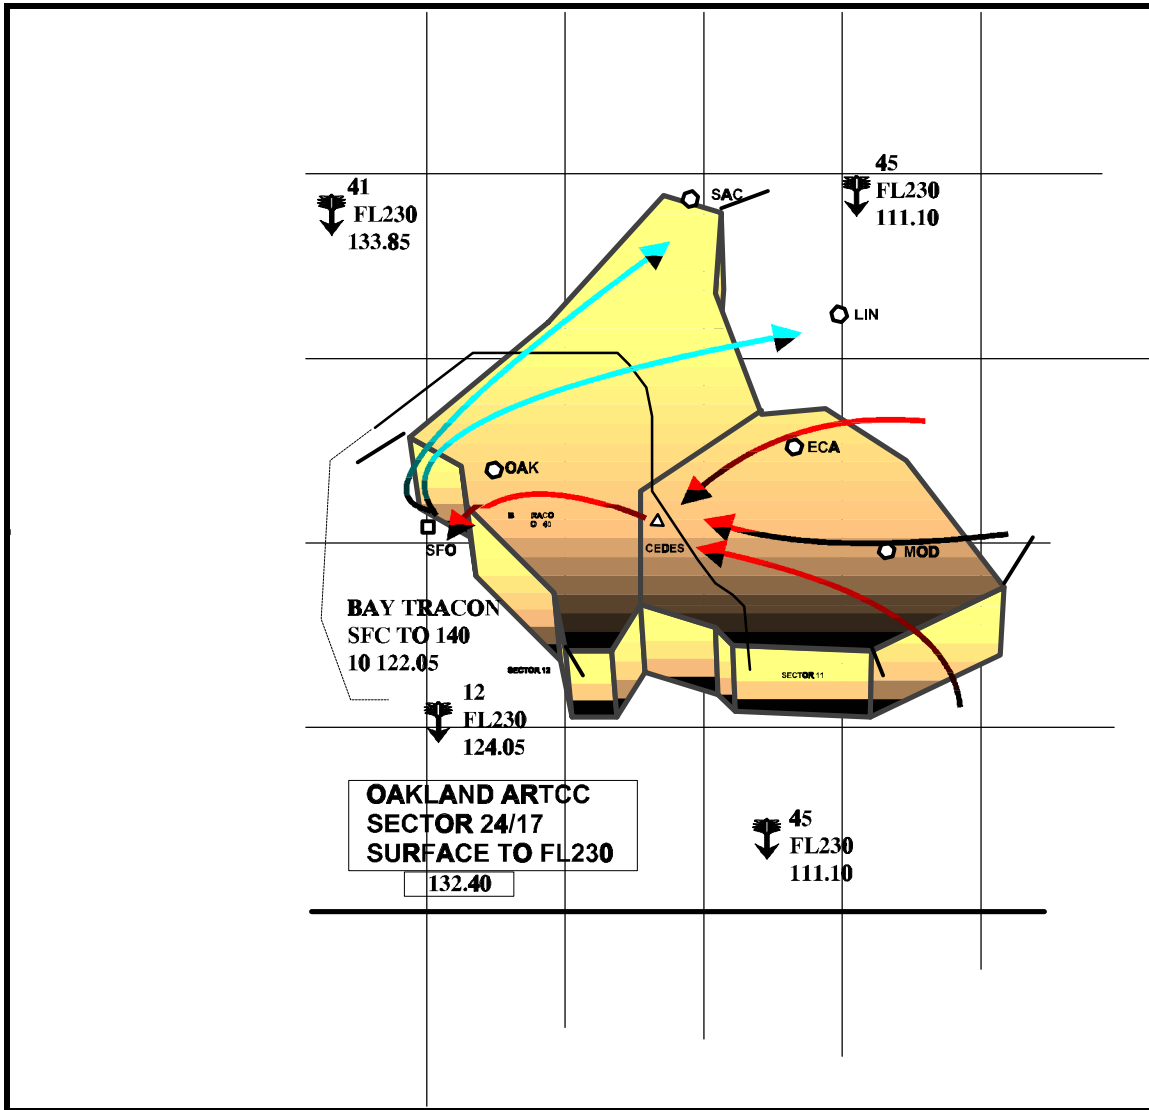 SAC
41
FL230
133.85
45
FL230
111.10
LIN
ECA
OAK
RACO
SFO
CEDES
MOD
BAY TRACON
SFC TO 140
10 122.05
SECTOR 12
SECTOR 11
12
FL230
124.05
OAKLAND ARTCC
SECTOR 24/17
SURFACE TO FL230
132.40
45
FL230
111.10